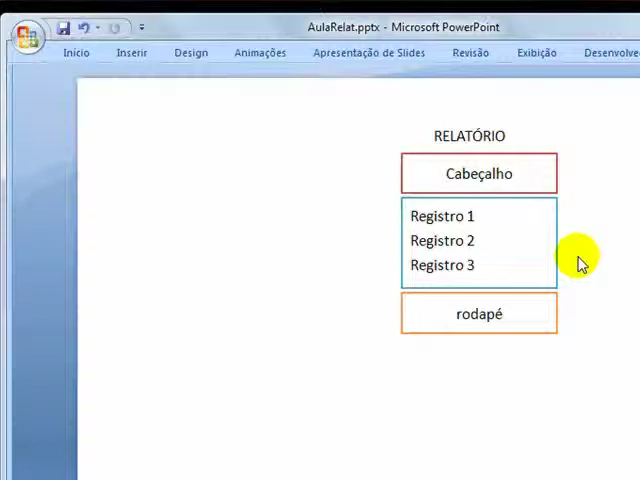 AulaRelat.pptx - Microsoft PowerPoint
Início Inserir Design Animações Apresentação de Slides Revisão Exibição Desenvolve
RELATÓRIO
Cabeçalho
Registro 1
Registro 2
Registro 3
rodapé